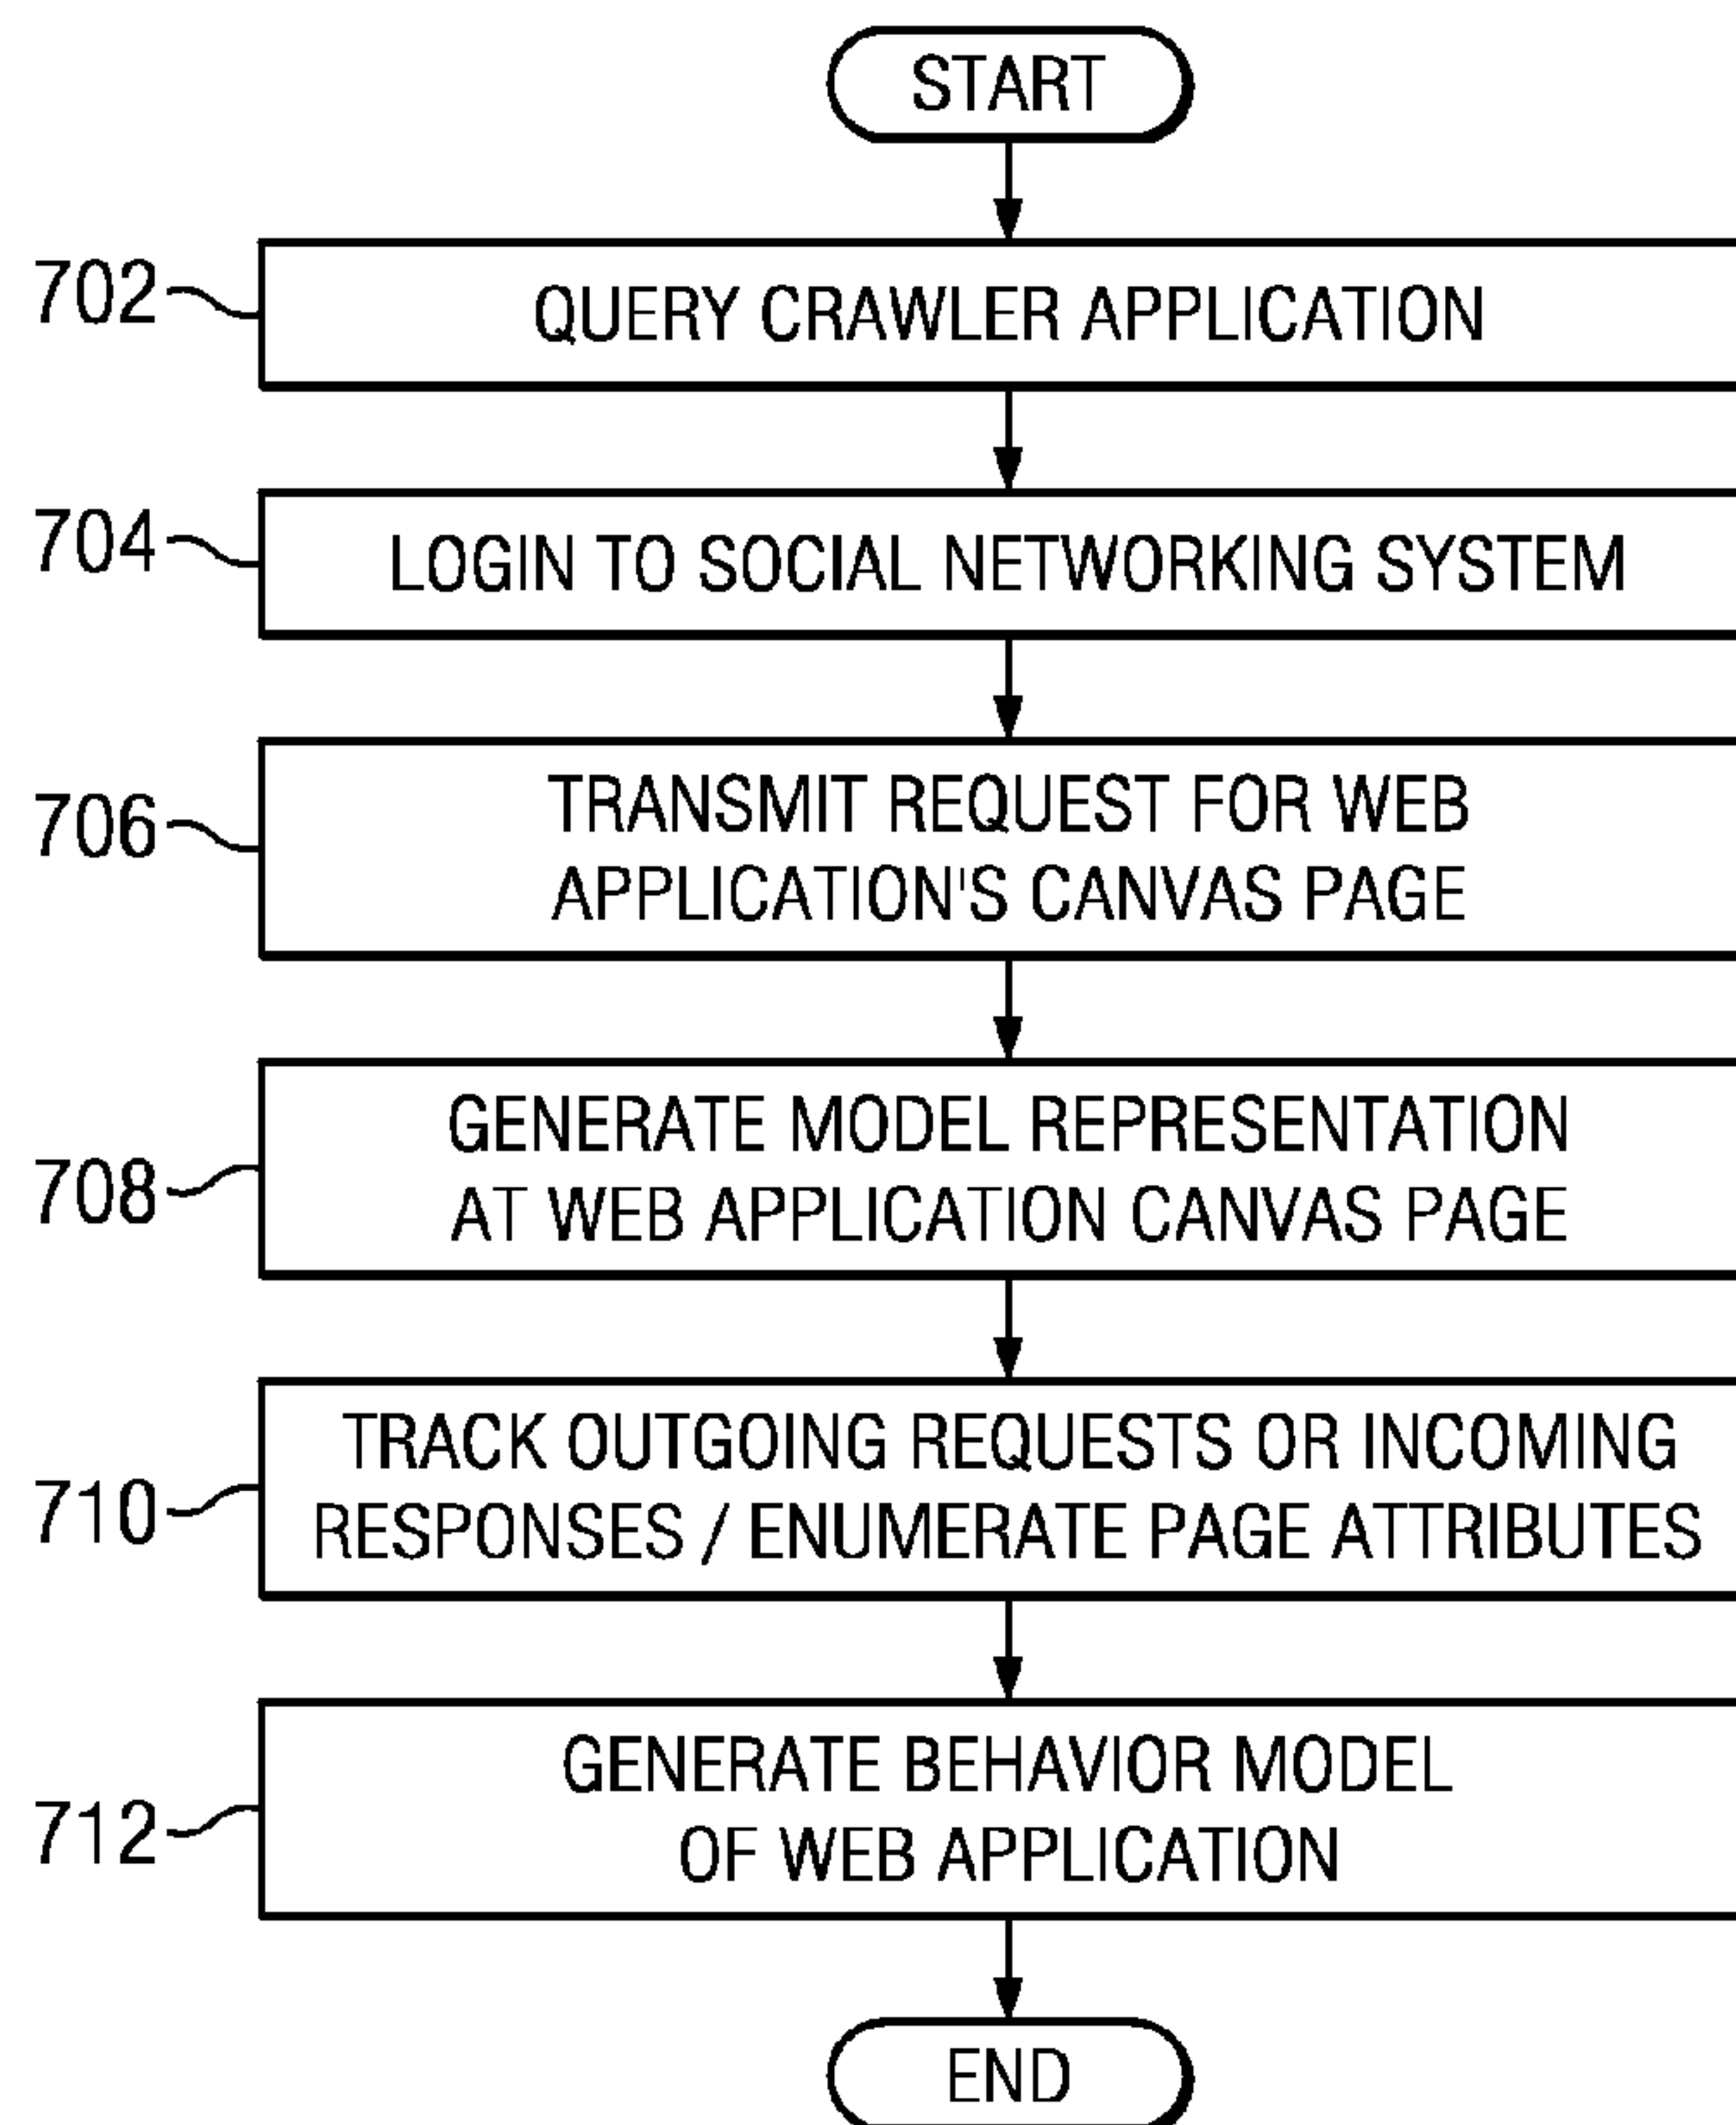 START
702
QUERY CRAWLER APPLICATION
704
LOGIN TO SOCIAL NETWORKING SYSTEM
706
TRANSMIT REQUEST FOR WEB
APPLICATION'S CANVAS PAGE
708
GENERATE MODEL REPRESENTATION
AT WEB APPLICATION CANVAS PAGE
710
TRACK OUTGOING REQUESTS OR INCOMING
RESPONSES / ENUMERATE PAGE ATTRIBUTES
712
GENERATE BEHAVIOR MODEL
OF WEB APPLICATION
END